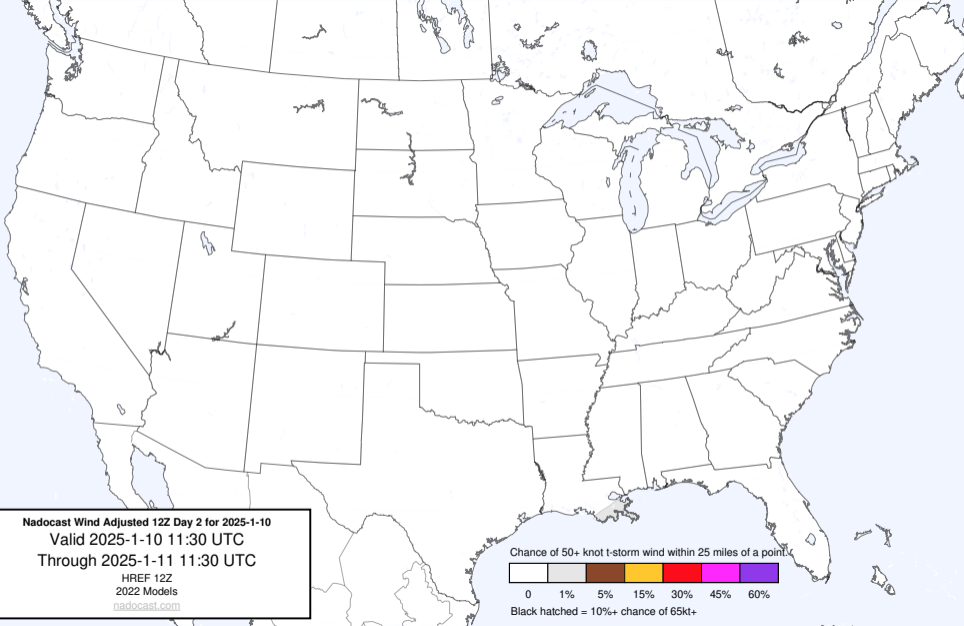 Nadocast Wind Adjusted 12Z Day 2 for 2025-1-10
Valid 2025-1-10 11:30 UTC
Through 2025-1-11 11:30 UTC
HREF 12Z
2022 Models
nadocast.com
Chance of 50+ knot t-storm wind within 25 miles of a point.
0 1% 5% 15% 30% 45% 60%
Black hatched = 10%+ chance of 65kt+